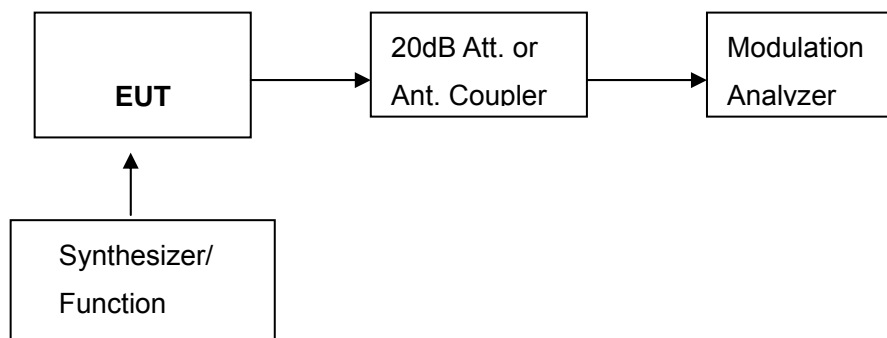 EUT
20dB Att. or
Ant. Coupler
Modulation
Analyzer
Synthesizer/
Function